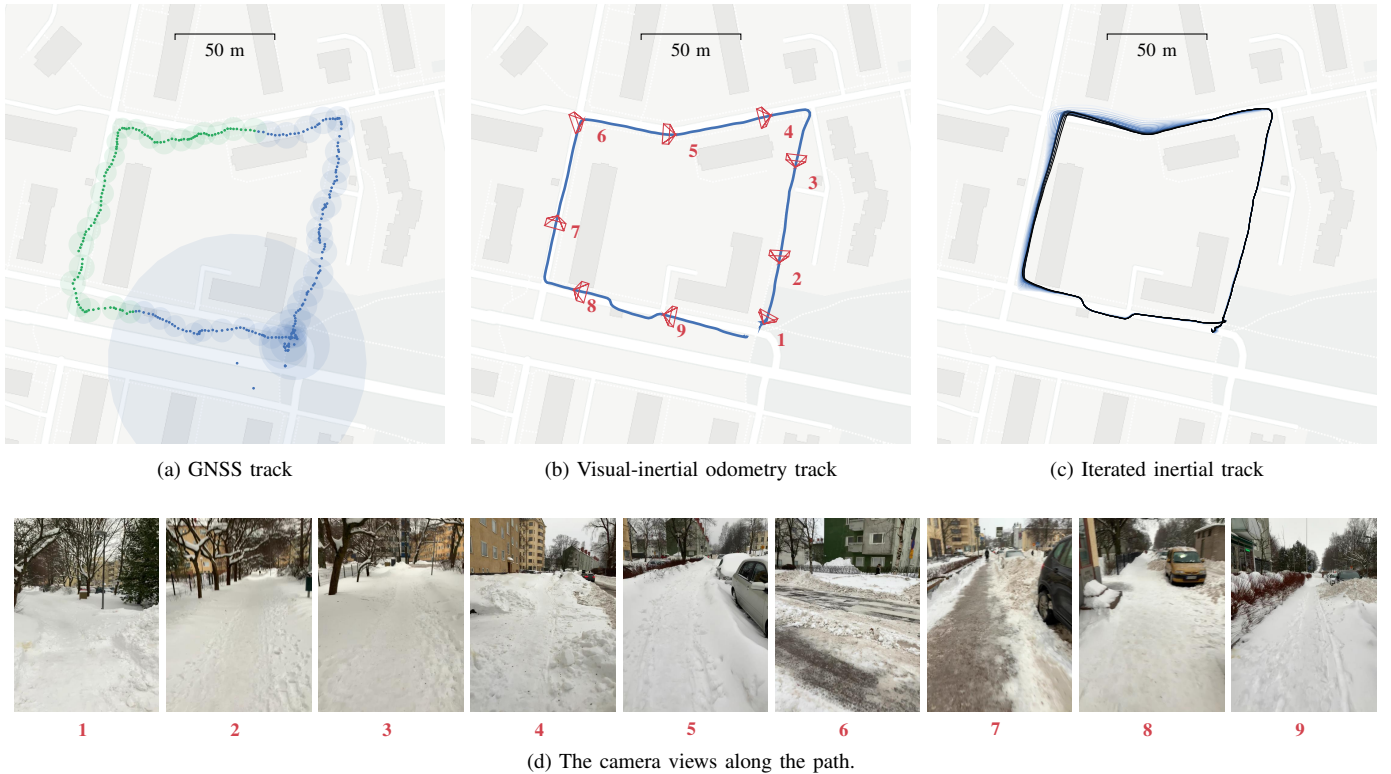 50 m
50 m
50 m
6
5
4
3
7
2
8
9
1
(a) GNSS track
(b) Visual-inertial odometry track
(c) Iterated inertial track
1 2 3 4 5 6 7 8 9
(d) The camera views along the path.